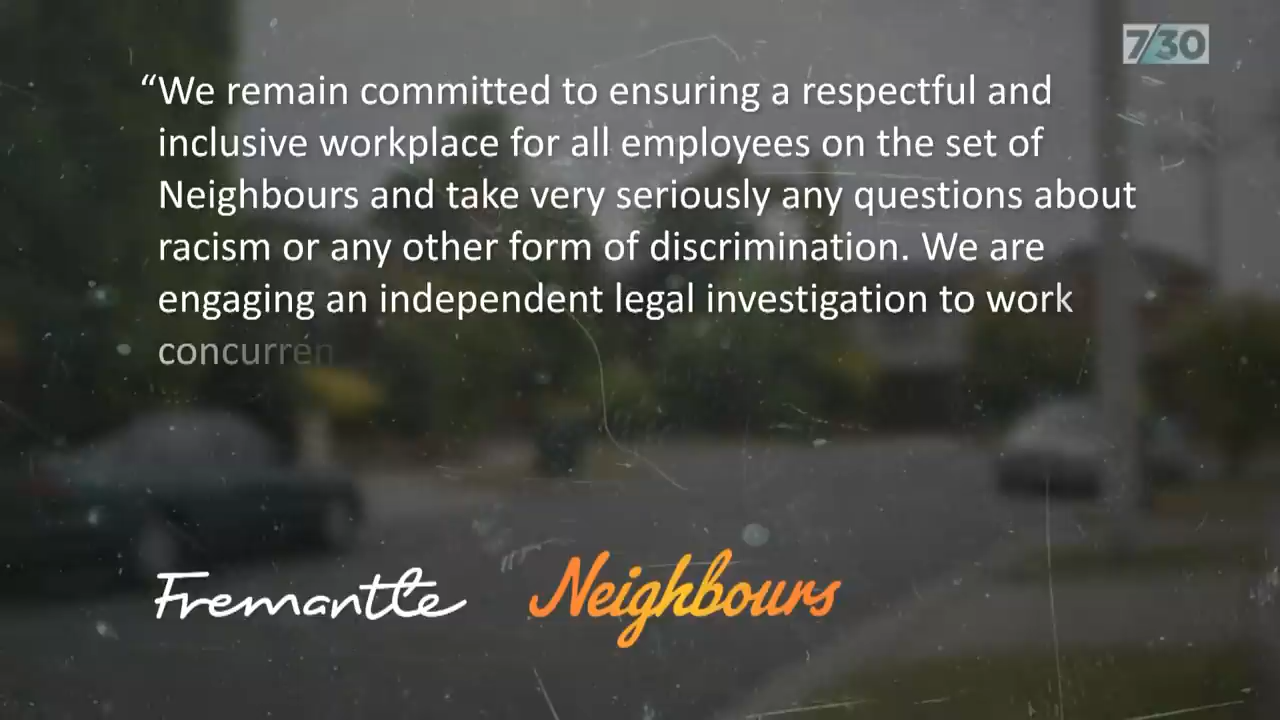 7/30
“We remain committed to ensuring a respectful and
inclusive workplace for all employees on the set of
Neighbours and take very seriously any questions about
racism or any other form of discrimination. We are
engaging an independent legal investigation to work
concurren
Fremantle Neighbours